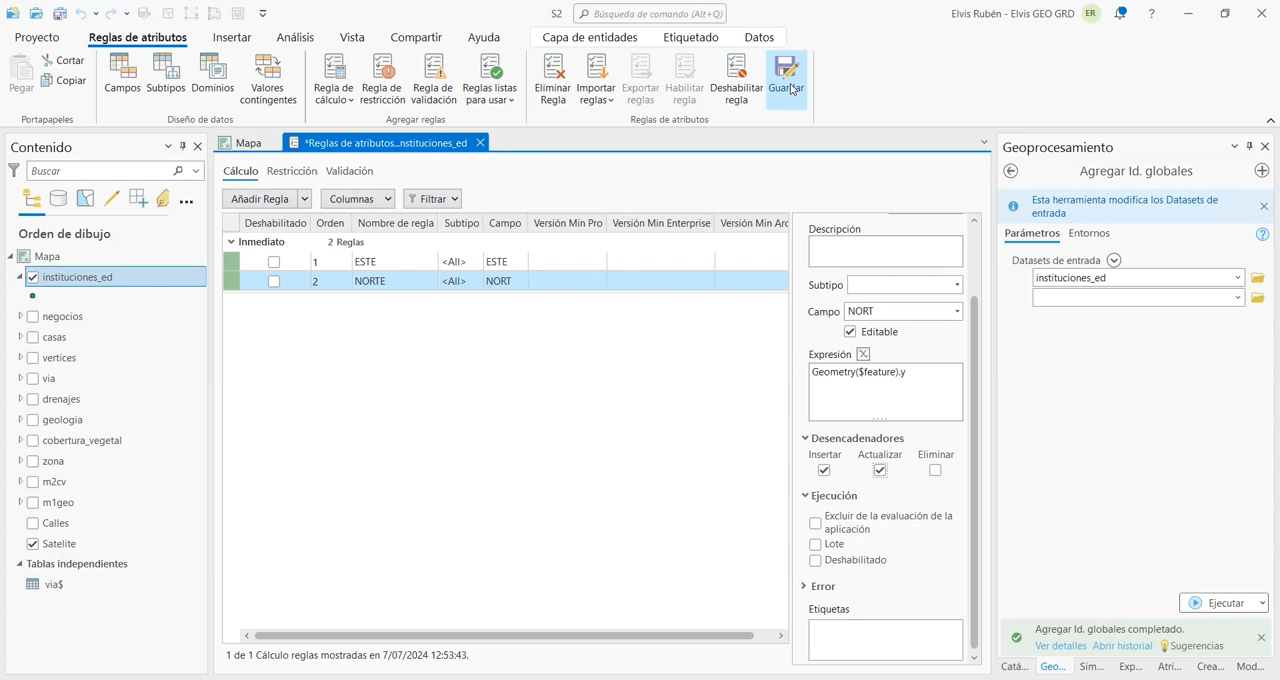 S2
Búsqueda de comando (Alt+Q)
Elvis Rubén - Elvis GEO GRD
ER
?
Proyecto
Reglas de atributos
Insertar
Análisis
Vista
Compartir
Ayuda
Capa de entidades
Etiquetado
Datos
Pegar
Cortar
Copiar
Portapapeles
Campos
Subtipos
Dominios
Valores contingentes
Diseño de datos
Regla de cálculo
Regla de restricción
Regla de validación
Reglas listas para usar
Agregar reglas
Eliminar Regla
Importar reglas
Exportar reglas
Habilitar regla
Deshabilitar regla
Guardar
Reglas de atributos
Contenido
Buscar
Orden de dibujo
Mapa
instituciones_ed
negocios
casas
vertices
via
drenajes
geologia
cobertura_vegetal
zona
m2cv
m1geo
Calles
Satelite
Tablas independientes
via$
Mapa
*Reglas de atributos...nstituciones_ed
Cálculo Restricción Validación
Añadir Regla
Columnas
Filtrar
Deshabilitado Orden Nombre de regla Subtipo Campo Versión Min Pro Versión Min Enterprise Versión Min Arc
Inmediato 2 Reglas
1 ESTE <All> ESTE
2 NORTE <All> NORT
1 de 1 Cálculo reglas mostradas en 7/07/2024 12:53:43
Descripción
Subtipo
Campo NORT
Editable
Expresión
Geometry($feature).y
Desencadenadores
Insertar Actualizar Eliminar
Ejecución
Excluir de la evaluación de la
aplicación
Lote
Deshabilitado
Error
Etiquetas
Geoprocesamiento
Agregar Id. globales
Esta herramienta modifica los Datasets de
entrada
Parámetros Entornos
?
Datasets de entrada
instituciones_ed
Ejecutar
Agregar Id. globales completado.
Ver detalles Abrir historial Sugerencias
Catá... Geo... Sim... Exp... Atri... Crea... Mod...